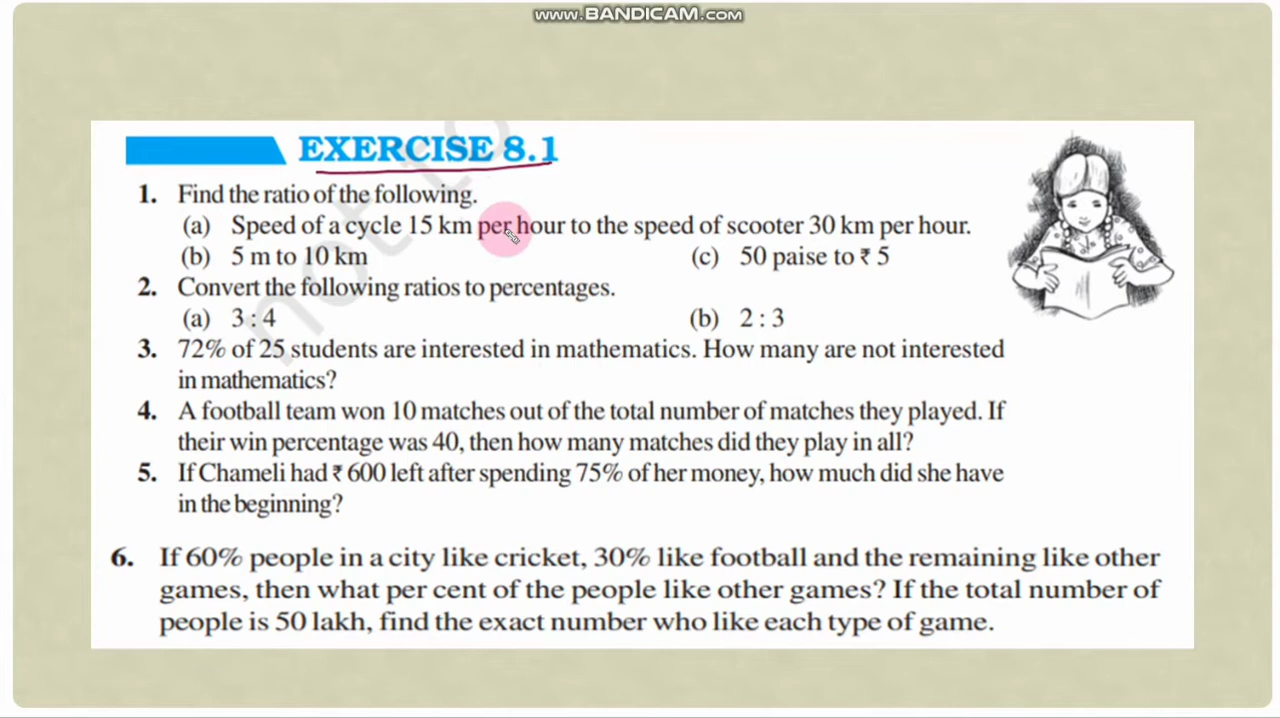 WWW.BANDICAM.COM
EXERCISE 8.1
1. Find the ratio of the following.
(a) Speed of a cycle 15 km per hour to the speed of scooter 30 km per hour.
(b) 5 m to 10 km (c) 50 paise to ₹ 5
2. Convert the following ratios to percentages.
(a) 3 : 4 (b) 2 : 3
3. 72% of 25 students are interested in mathematics. How many are not interested
in mathematics?
4. A football team won 10 matches out of the total number of matches they played. If
their win percentage was 40, then how many matches did they play in all?
5. If Chameli had ₹ 600 left after spending 75% of her money, how much did she have
in the beginning?
6. If 60% people in a city like cricket, 30% like football and the remaining like other
games, then what per cent of the people like other games? If the total number of
people is 50 lakh, find the exact number who like each type of game.
not to